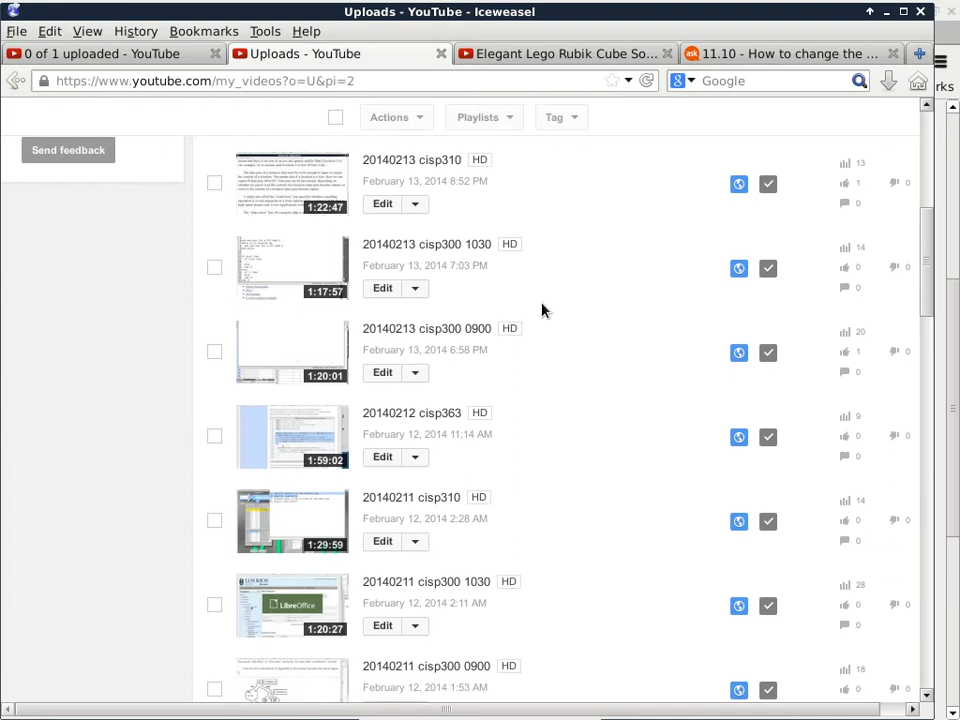 Uploads - YouTube - Iceweasel
File Edit View History Bookmarks Tools Help
0 of 1 uploaded - YouTube
Uploads - YouTube
Elegant Lego Rubik Cube So...
ask 11.10 - How to change the ...
https://www.youtube.com/my_videos?o=U&pi=2
Google
rks
Actions
Playlists
Tag
Send feedback
20140213 cisp310 HD
13
February 13, 2014 8:52 PM
1 0
1:22:47
Edit
0
20140213 cisp300 1030 HD
14
February 13, 2014 7:03 PM
0 0
1:17:57
Edit
0
20140213 cisp300 0900 HD
20
February 13, 2014 6:58 PM
1 0
1:20:01
Edit
0
20140212 cisp363 HD
9
February 12, 2014 11:14 AM
0 0
1:59:02
Edit
0
20140211 cisp310 HD
14
February 12, 2014 2:28 AM
0 0
1:29:59
Edit
0
20140211 cisp300 1030 HD
28
LOS RIOS
LibreOffice
February 12, 2014 2:11 AM
0 0
1:20:27
Edit
0
20140211 cisp300 0900 HD
18
February 12, 2014 1:53 AM
0 0